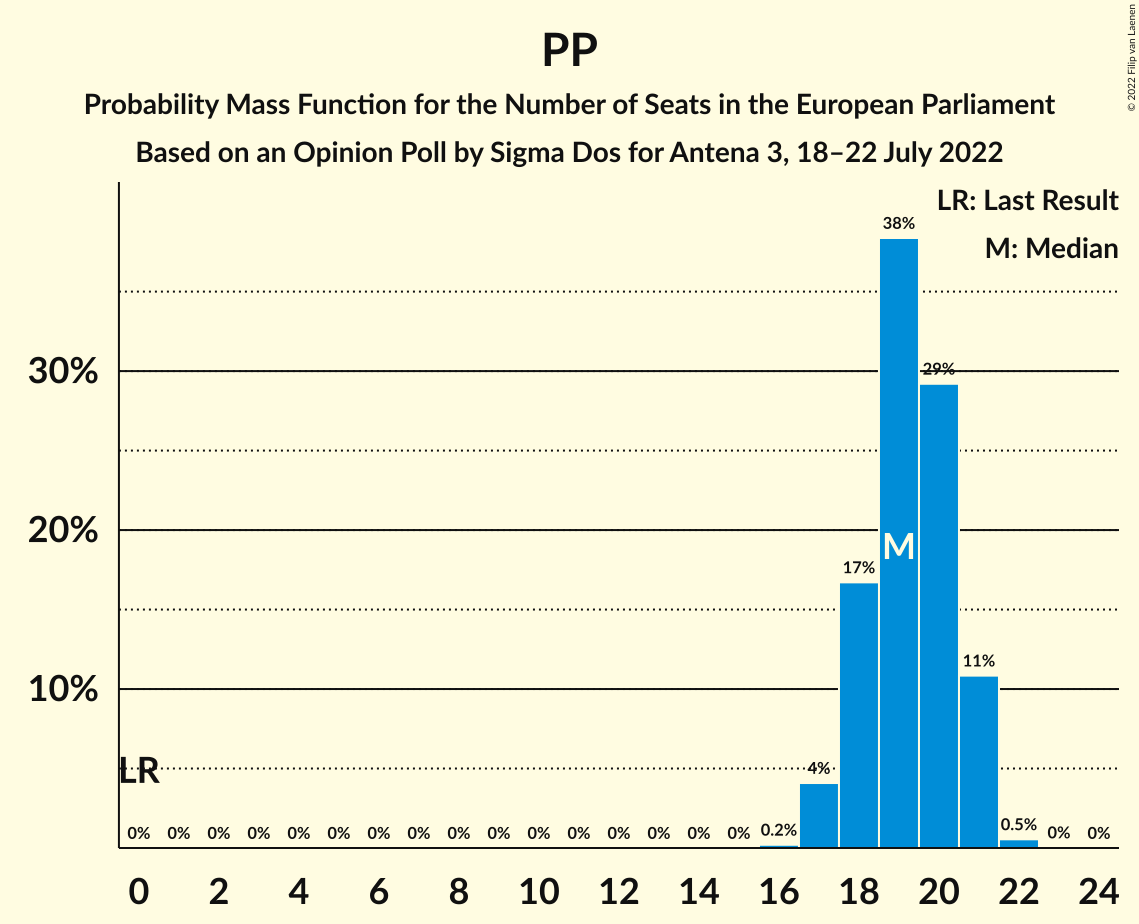 PP
Probability Mass Function for the Number of Seats in the European Parliament
Based on an Opinion Poll by Sigma Dos for Antena 3, 18–22 July 2022
© 2022 Filip van Laenen
LR: Last Result
M: Median
38%
30%
29%
20%
M
17%
11%
10%
LR
4%
0% 0% 0% 0% 0% 0% 0% 0% 0% 0% 0% 0% 0% 0% 0% 0% 0.2% 0.5% 0% 0%
0 2 4 6 8 10 12 14 16 18 20 22 24